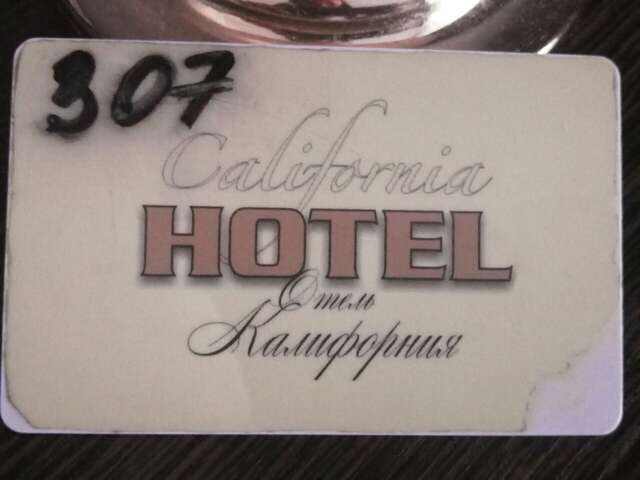 307
California
HOTEL
Отель
Калифорния